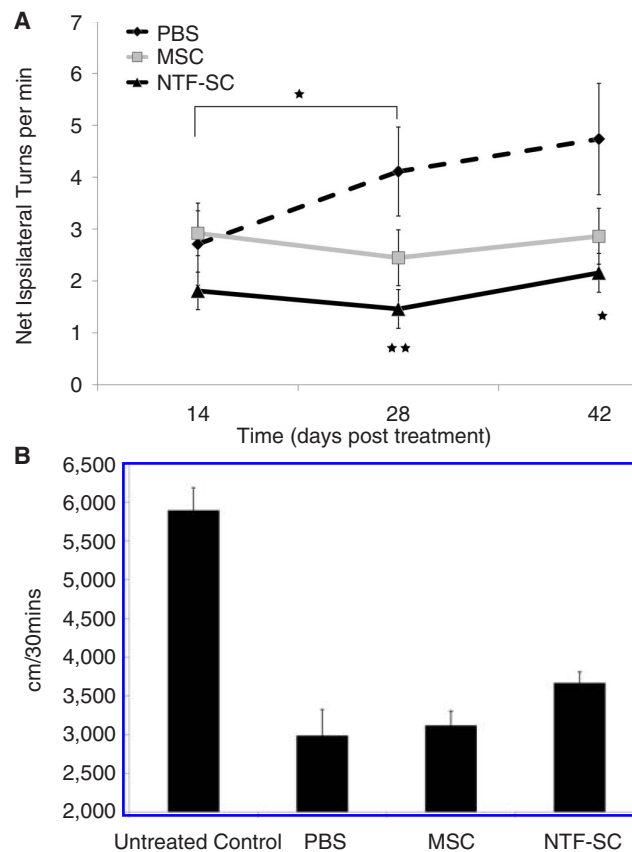 A
7
PBS
MSC
6
NTF-SC
5
4
3
2
1
0
Net Ispsilateral Turns per min
14 28 42
Time (days post treatment)
B
6,500
6,000
5,500
5,000
4,500
4,000
3,500
3,000
2,500
2,000
cm/30mins
Untreated Control PBS MSC NTF-SC